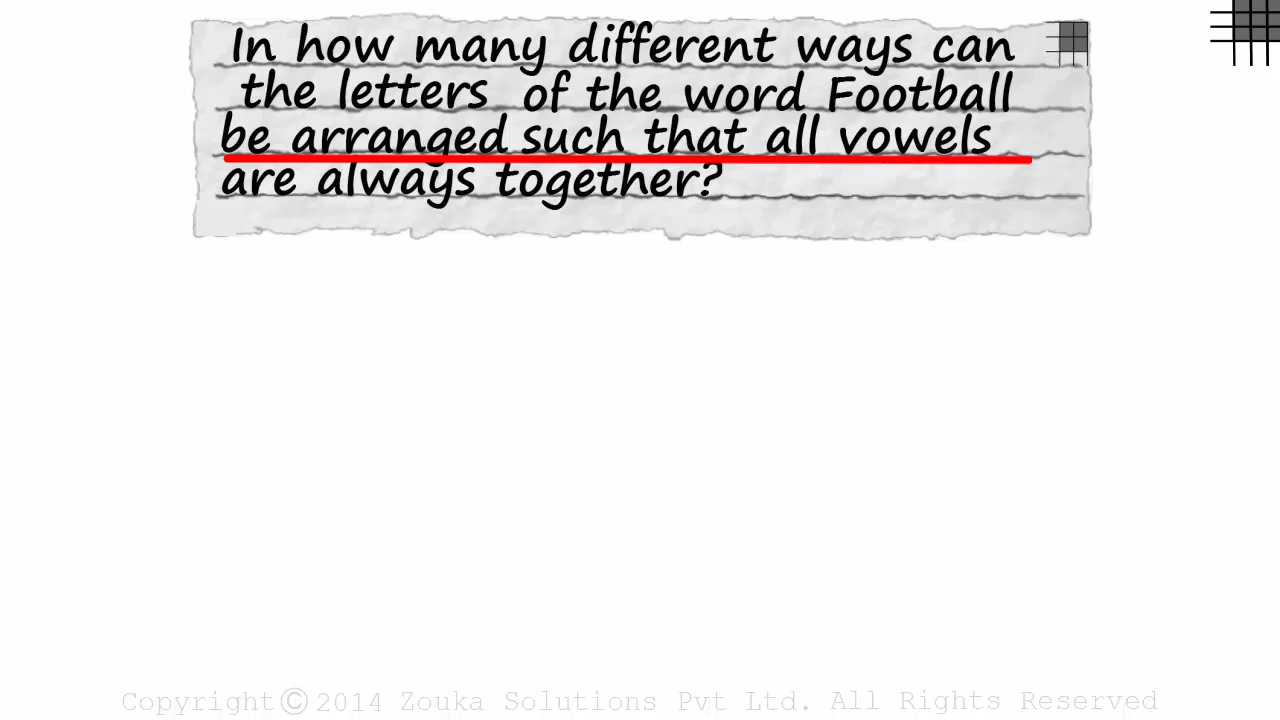 In how many different ways can
the letters of the word Football
be arranged such that all vowels
are always together?
Copyright©2014 Zouka Solutions Pvt Ltd. All Rights Reserved